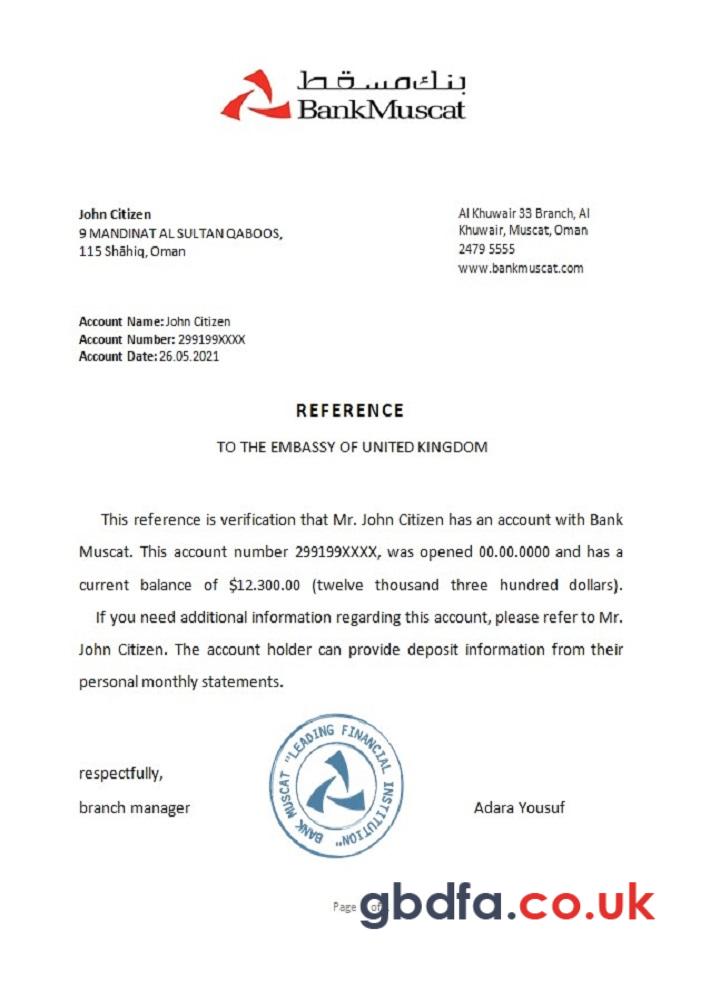 بنك مسقط
BankMuscat
John Citizen
9 MANDINAT AL SULTAN QABOOS,
115 Shāhiq, Oman
Al Khuwair 33 Branch, Al
Khuwair, Muscat, Oman
2479 5555
www.bankmuscat.com
Account Name: John Citizen
Account Number: 299199XXXX
Account Date: 26.05.2021
REFERENCE
TO THE EMBASSY OF UNITED KINGDOM
This reference is verification that Mr. John Citizen has an account with Bank
Muscat. This account number 299199XXXX, was opened 00.00.0000 and has a
current balance of $12.300.00 (twelve thousand three hundred dollars).
If you need additional information regarding this account, please refer to Mr.
John Citizen. The account holder can provide deposit information from their
personal monthly statements.
BANK MUSCAT "LEADING FINANCIAL INSTITUTION"
respectfully,
branch manager
Adara Yousuf
Page of
gbdfa.co.uk